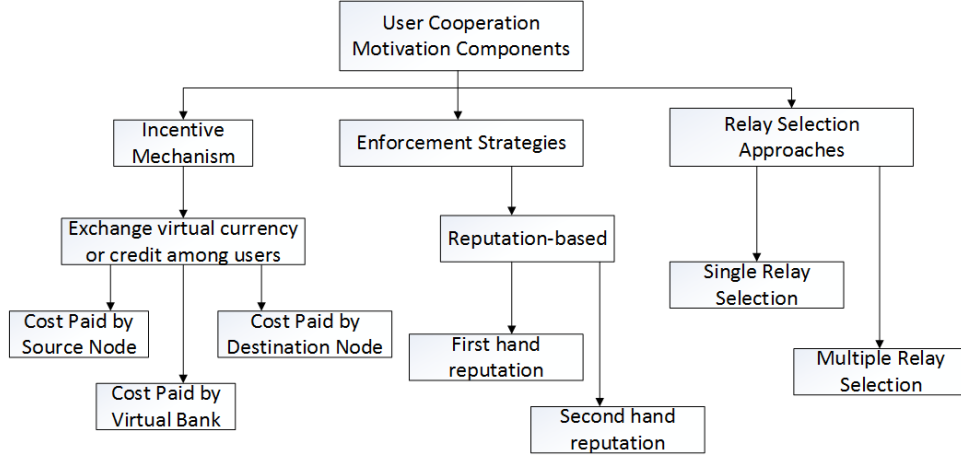 User Cooperation
Motivation Components
Incentive
Mechanism
Enforcement Strategies
Relay Selection
Approaches
Exchange virtual currency
or credit among users
Reputation-based
Single Relay
Selection
Cost Paid by
Source Node
Cost Paid by
Destination Node
First hand
reputation
Multiple Relay
Selection
Cost Paid by
Virtual Bank
Second hand
reputation